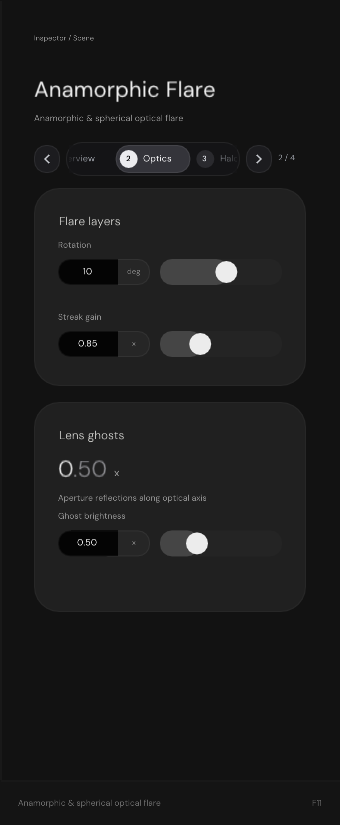 Inspector / Scene
Anamorphic Flare
Anamorphic & spherical optical flare
2 Optics 3 2 / 4
Flare layers
Rotation
10 deg
Streak gain
0.85 x
Lens ghosts
0.50 x
Aperture reflections along optical axis
Ghost brightness
0.50 x
Anamorphic & spherical optical flare F11